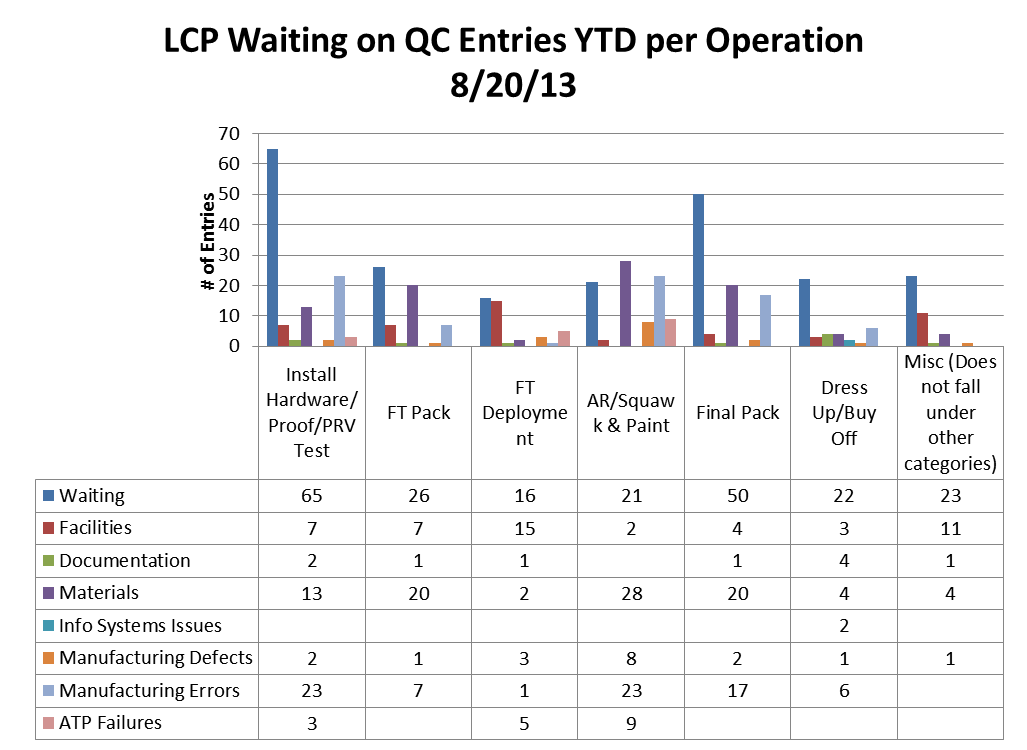 LCP Waiting on QC Entries YTD per Operation
8/20/13
# of Entries
70
60
50
40
30
20
10
0
Install
Hardware/
Proof/PRV
Test
FT Pack
FT
Deployme
nt
AR/Squaw
k & Paint
Final Pack
Dress
Up/Buy
Off
Misc (Does
not fall
under
other
categories)
Waiting 65 26 16 21 50 22 23
Facilities 7 7 15 2 4 3 11
Documentation 2 1 1 1 4 1
Materials 13 20 2 28 20 4 4
Info Systems Issues 2
Manufacturing Defects 2 1 3 8 2 1 1
Manufacturing Errors 23 7 1 23 17 6
ATP Failures 3 5 9